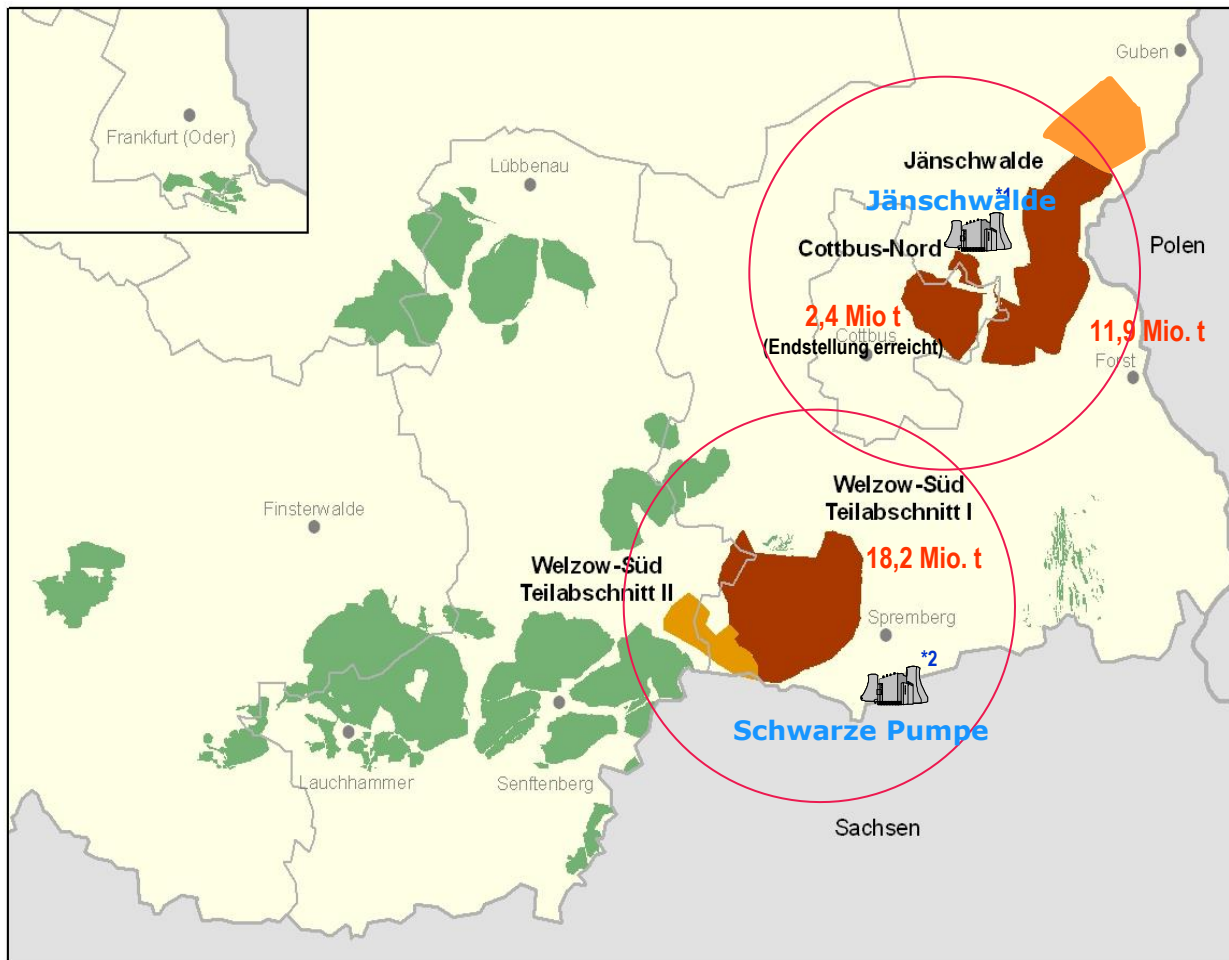 Guben
Frankfurt (Oder)
Lübbenau
Jänschwalde
*1
Jänschwalde
Cottbus-Nord
Polen
2,4 Mio t
11,9 Mio. t
Cottbus
(Endstellung erreicht)
Forst
Welzow-Süd
Teilabschnitt I
Finsterwalde
18,2 Mio. t
Welzow-Süd
Teilabschnitt II
Spremberg
*2
Schwarze Pumpe
Lauchhammer
Senftenberg
Sachsen